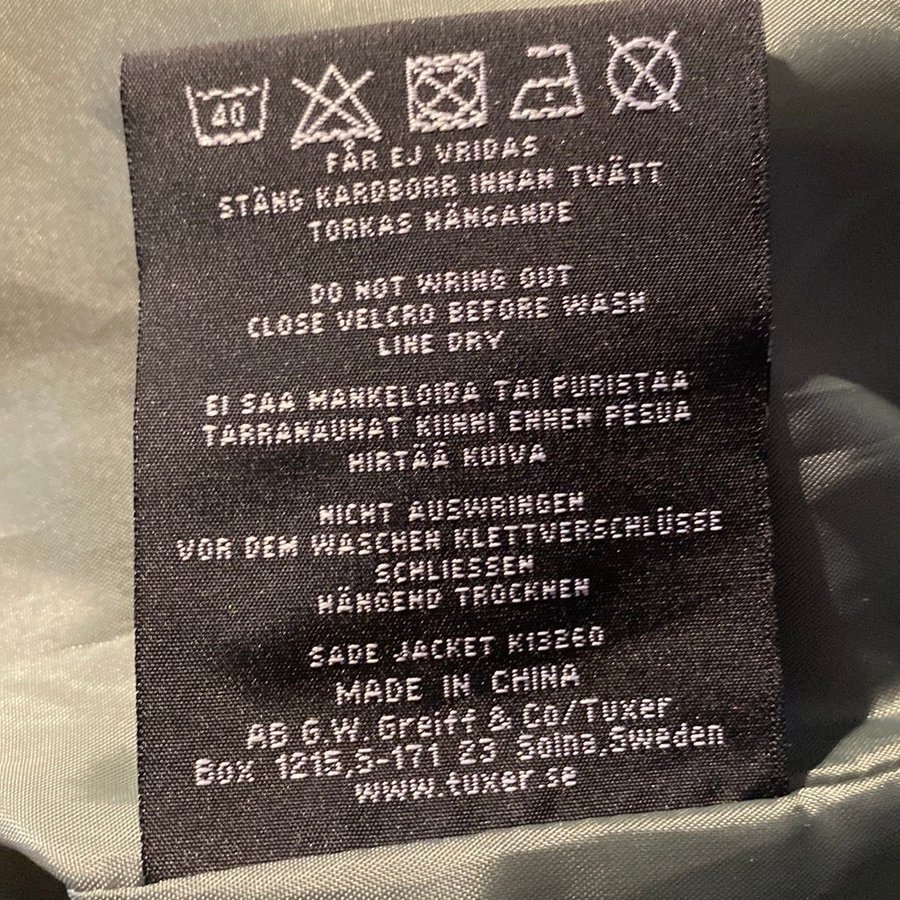 40
FÅR EJ VRIDAS
STÄNG KARDBORR INNAN TVÄTT
TORKAS HÄNGANDE
DO NOT WRING OUT
CLOSE VELCRO BEFORE WASH
LINE DRY
EI SAA MANKELOIDA TAI PURISTAA
TARRANAUHAT KIINNI ENNEN PESUA
HIRTÄÄ KUIVA
NICHT AUSWRINGEN
VOR DEM WASCHEN KLETTVERSCHLÜSSE
SCHLIESSEN
HÄNGEND TROCKNEN
SADE JACKET K13260
MADE IN CHINA
AB G.W. Greiff & Co/Tuxer
Box 1215,S-171 23 Solna,Sweden
www.tuxer.se